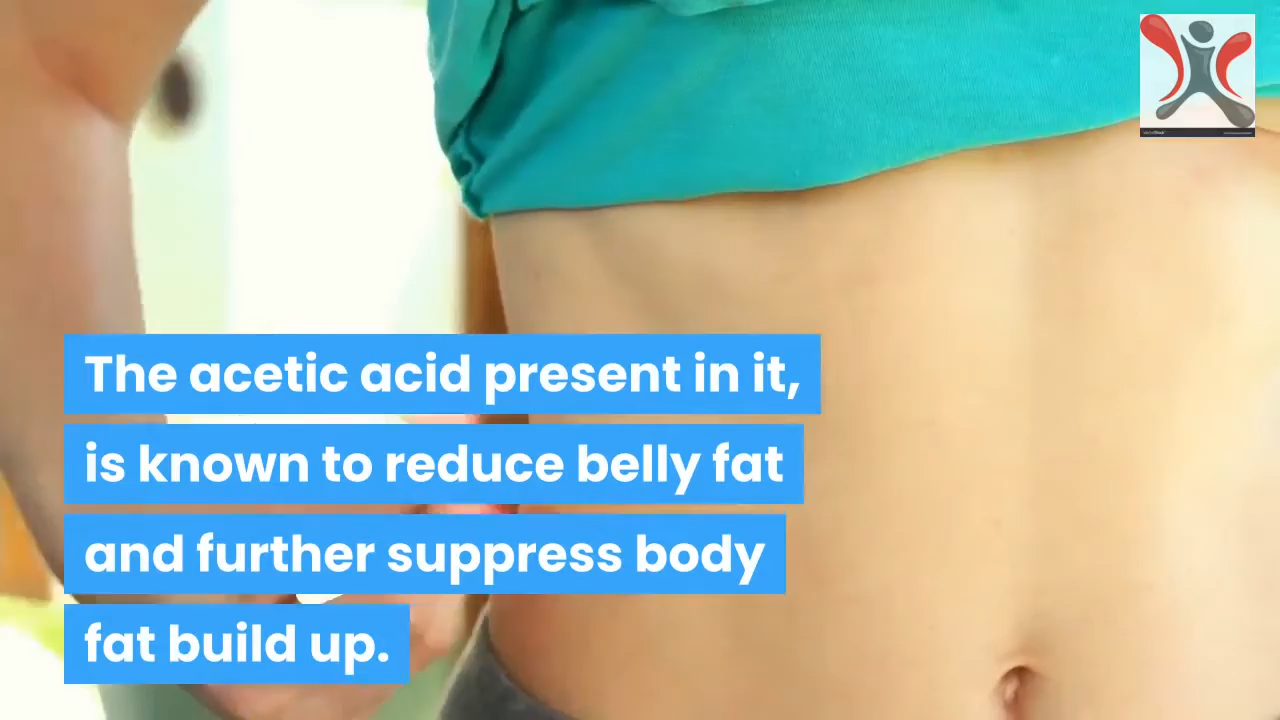 The acetic acid present in it,
is known to reduce belly fat
and further suppress body
fat build up.